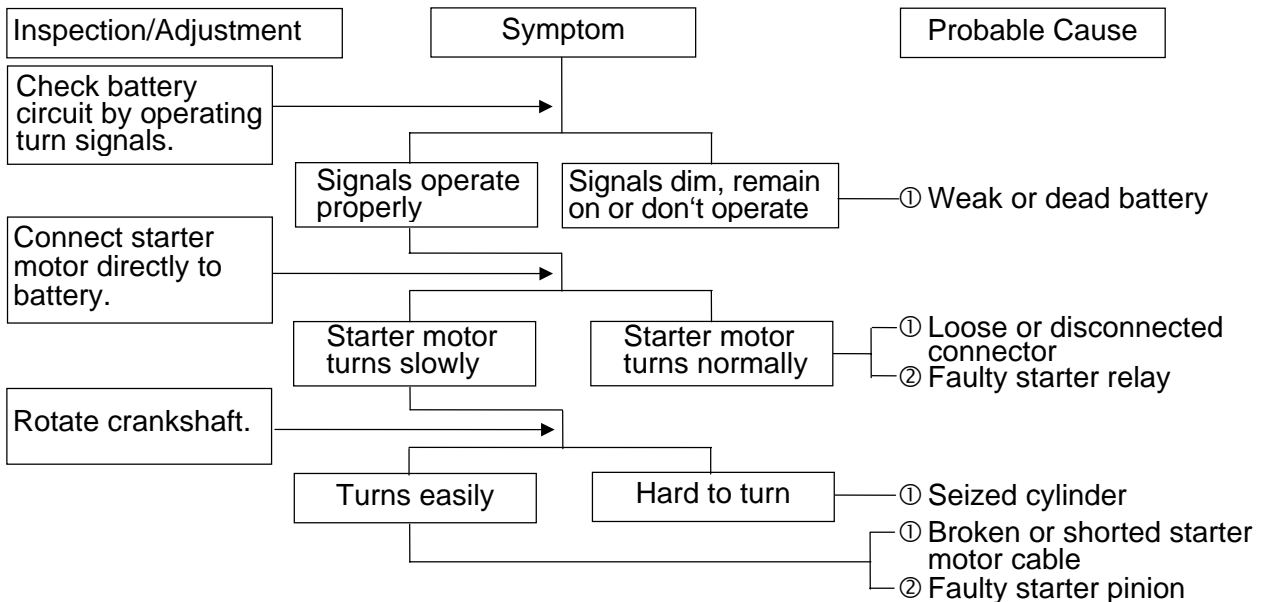 Inspection/Adjustment
Symptom
Probable Cause
Check battery
circuit by operating
turn signals.
Signals operate
properly
Signals dim, remain
on or don‘t operate
① Weak or dead battery
Connect starter
motor directly to
battery.
Starter motor
turns slowly
Starter motor
turns normally
① Loose or disconnected
connector
② Faulty starter relay
Rotate crankshaft.
Turns easily
Hard to turn
① Seized cylinder
① Broken or shorted starter
motor cable
② Faulty starter pinion